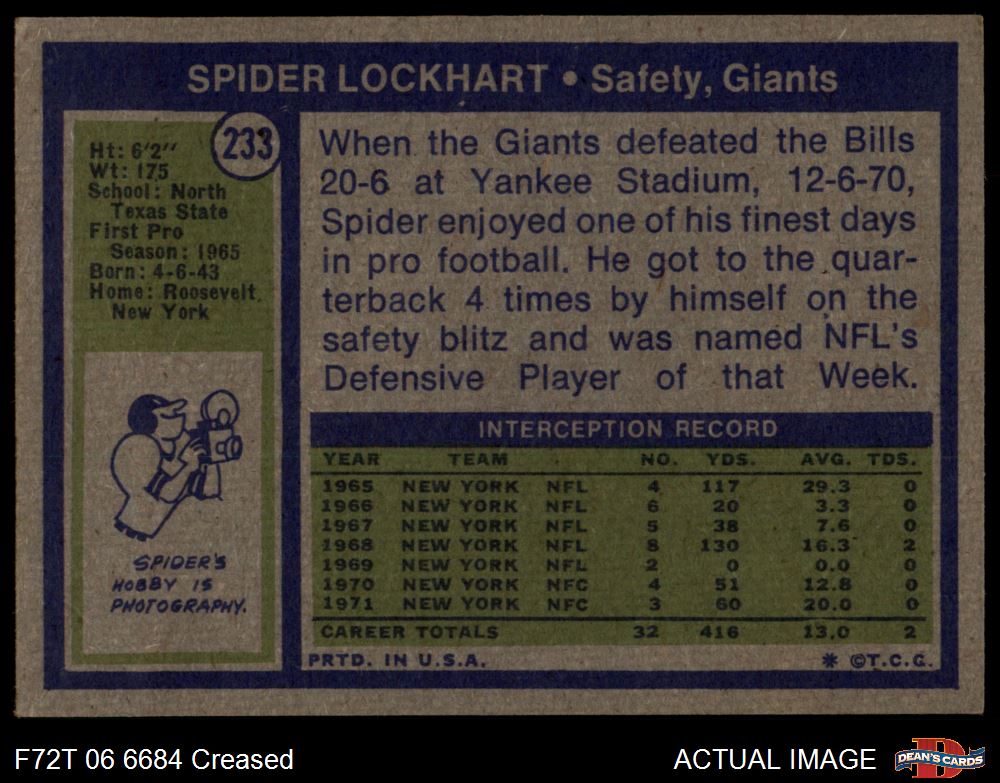 SPIDER LOCKHART • Safety, Giants
233
Ht: 6'2"
Wt: 175
School: North
Texas State
First Pro
Season: 1965
Born: 4-6-43
Home: Roosevelt,
New York
SPIDER'S
HOBBY IS
PHOTOGRAPHY.
When the Giants defeated the Bills
20-6 at Yankee Stadium, 12-6-70,
Spider enjoyed one of his finest days
in pro football. He got to the quar-
terback 4 times by himself on the
safety blitz and was named NFL's
Defensive Player of that Week.
INTERCEPTION RECORD
YEAR TEAM NO. YDS. AVG. TDS.
1965 NEW YORK NFL 4 117 29.3 0
1966 NEW YORK NFL 6 20 3.3 0
1967 NEW YORK NFL 5 38 7.6 0
1968 NEW YORK NFL 8 130 16.3 2
1969 NEW YORK NFL 2 0 0.0 0
1970 NEW YORK NFC 4 51 12.8 0
1971 NEW YORK NFC 3 60 20.0 0
CAREER TOTALS 32 416 13.0 2
PRTD. IN U.S.A. * ©T.C.G.
F72T 06 6684 Creased
ACTUAL IMAGE
D
DEAN'S CARDS